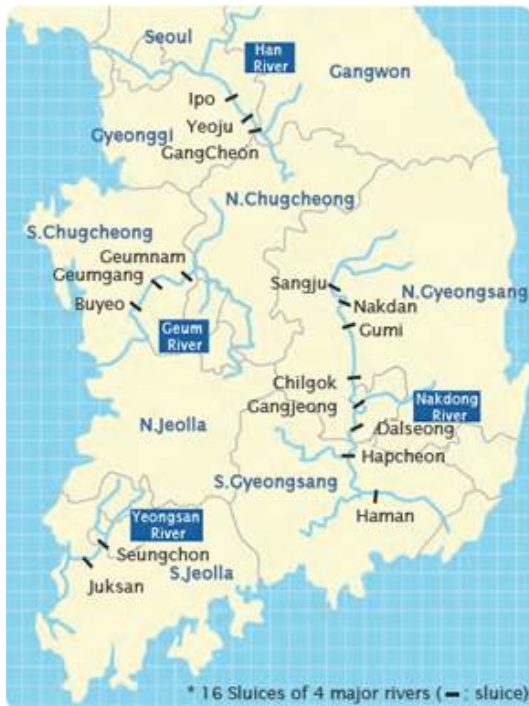 Seoul
Han
River
Gangwon
Ipo
Yeoju
Gyeonggi
GangCheon
N.Chugcheong
S.Chugcheong
Geumnam
Geumgang
Buyeo
Geum
River
Sangju
N.Gyeongsang
Nakdan
Gumi
Chilgok
Gangjeong
Nakdong
River
Dalseong
N.Jeolla
Hapcheon
S.Gyeongsang
Haman
Yeongsan
River
Seungchon
S.Jeolla
Juksan
* 16 Sluices of 4 major rivers ( ━ : sluice)